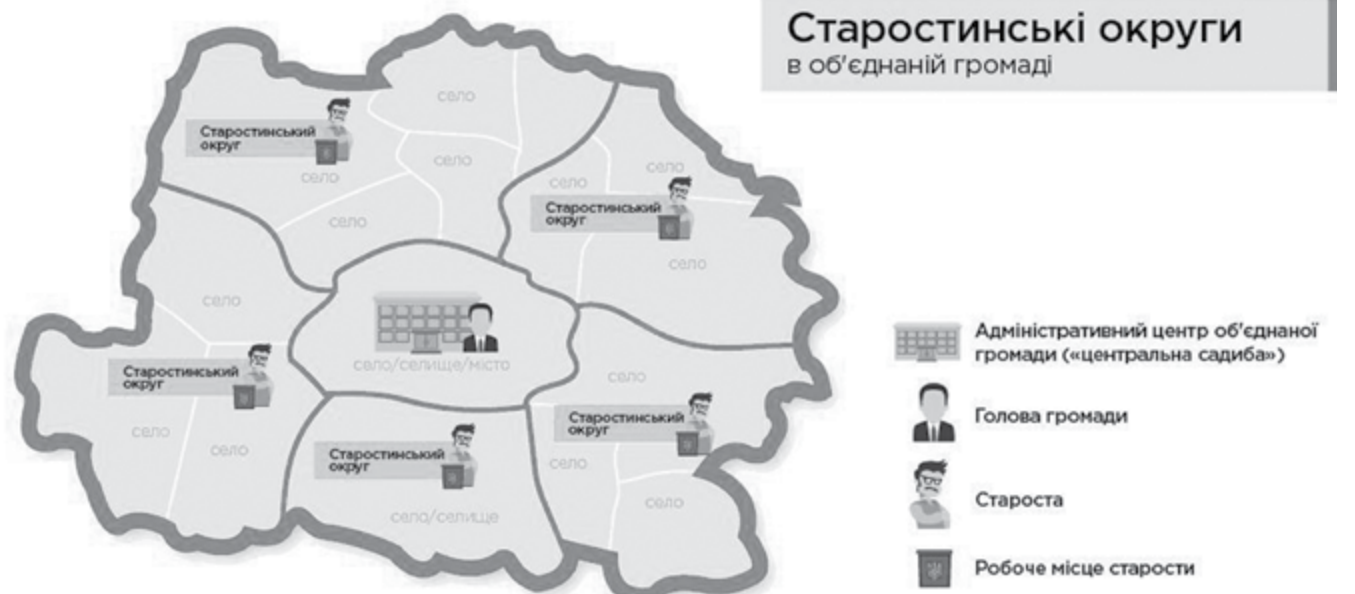 Старостинські округи
в об'єднаній громаді
село
Старостинський
округ
село
село
село
село
село
Старостинський
округ
село
село
село/селище/місто
Старостинський
округ
село
село
село
Старостинський
округ
село
село
Старостинський
округ
село/селище
село
Адміністративний центр об'єднаної
громади («центральна садиба»)
Голова громади
Староста
Робоче місце старости